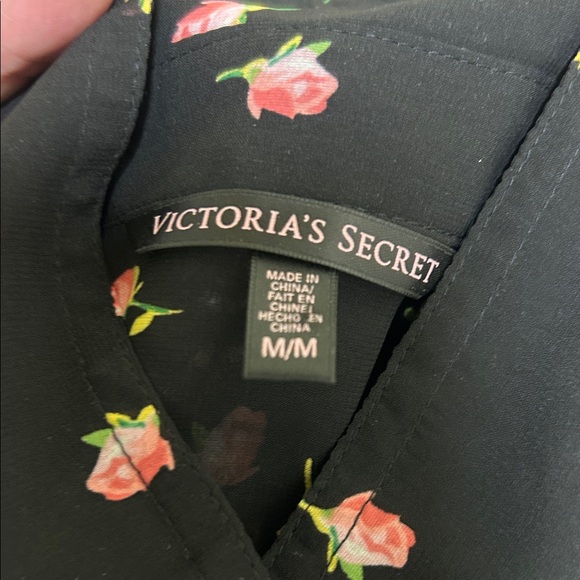 VICTORIA'S SECRET
MADE IN
CHINA/
FAIT EN
CHINE/
HECHO EN
CHINA
M/M